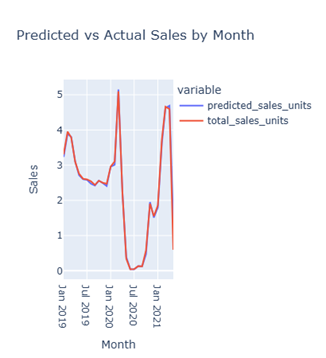 Predicted vs Actual Sales by Month
variable
predicted_sales_units
total_sales_units
Sales
5
4
3
2
1
0
Jan 2019
Jul 2019
Jan 2020
Jul 2020
Jan 2021
Month